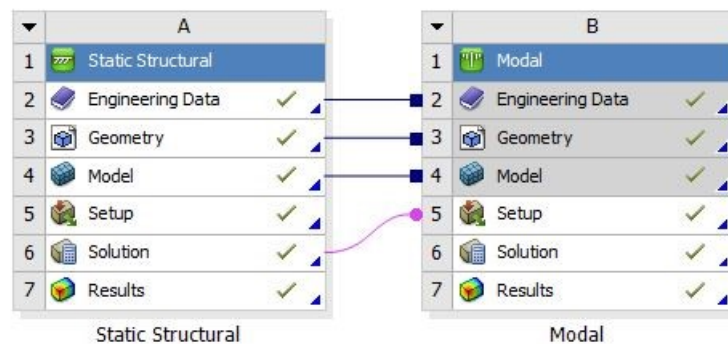 A
1 Static Structural
2 Engineering Data
3 Geometry
4 Model
5 Setup
6 Solution
7 Results
Static Structural
B
1 Modal
2 Engineering Data
3 Geometry
4 Model
5 Setup
6 Solution
7 Results
Modal